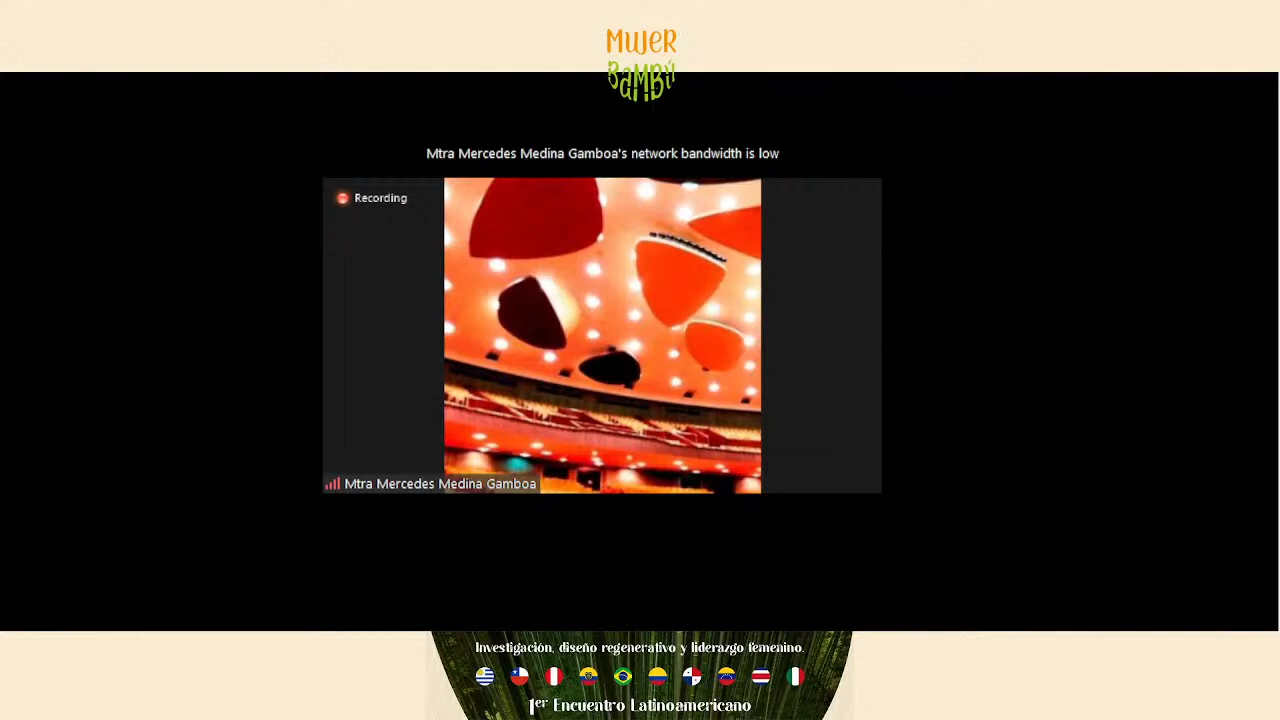 MUJeR
BaMBú
Mtra Mercedes Medina Gamboa's network bandwidth is low
Recording
Mtra Mercedes Medina Gamboa
Investigación, diseño regenerativo y liderazgo femenino.
1er Encuentro Latinoamericano